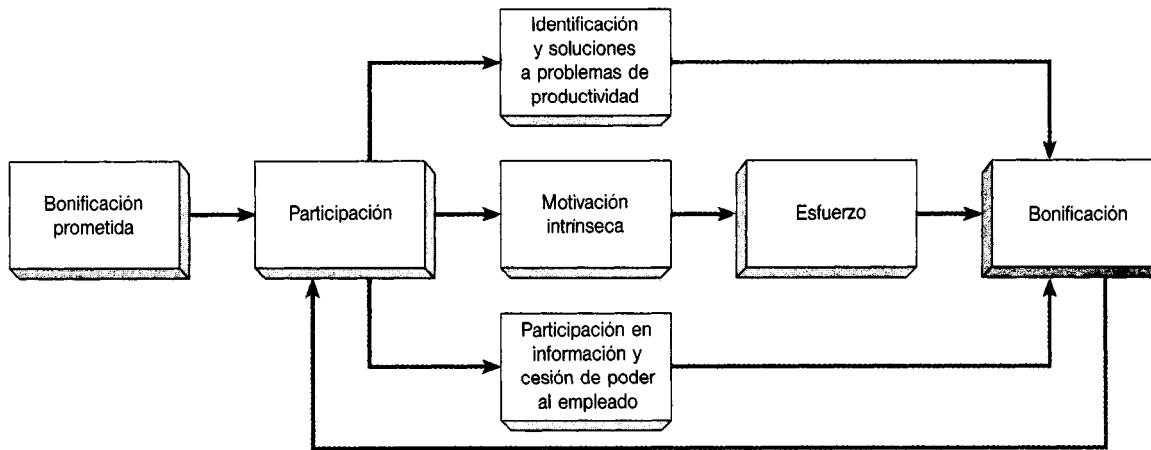 Identificación
y soluciones
a problemas de
productividad
Bonificación
prometida
Participación
Motivación
intrínseca
Esfuerzo
Bonificación
Participación en
información y
cesión de poder
al empleado